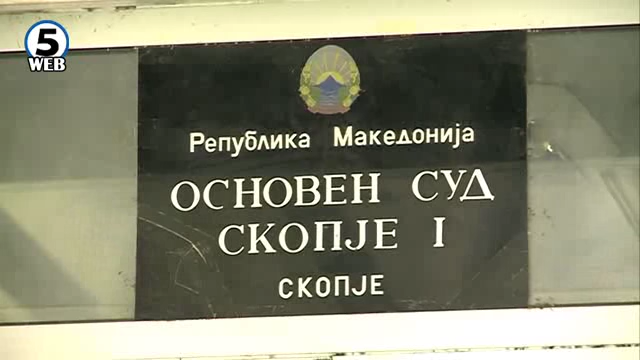 5
WEB
Република Македонија
ОСНОВЕН СУД
СКОПЈЕ I
СКОПЈЕ